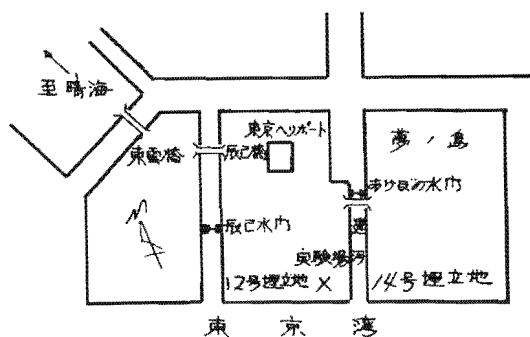 至晴海
東京ヘリポート
夢ノ島
東雲橋
辰己橋
あけぼの水門
辰己水門
N
実験場所
12号埋立地 X
14号埋立地
東京湾